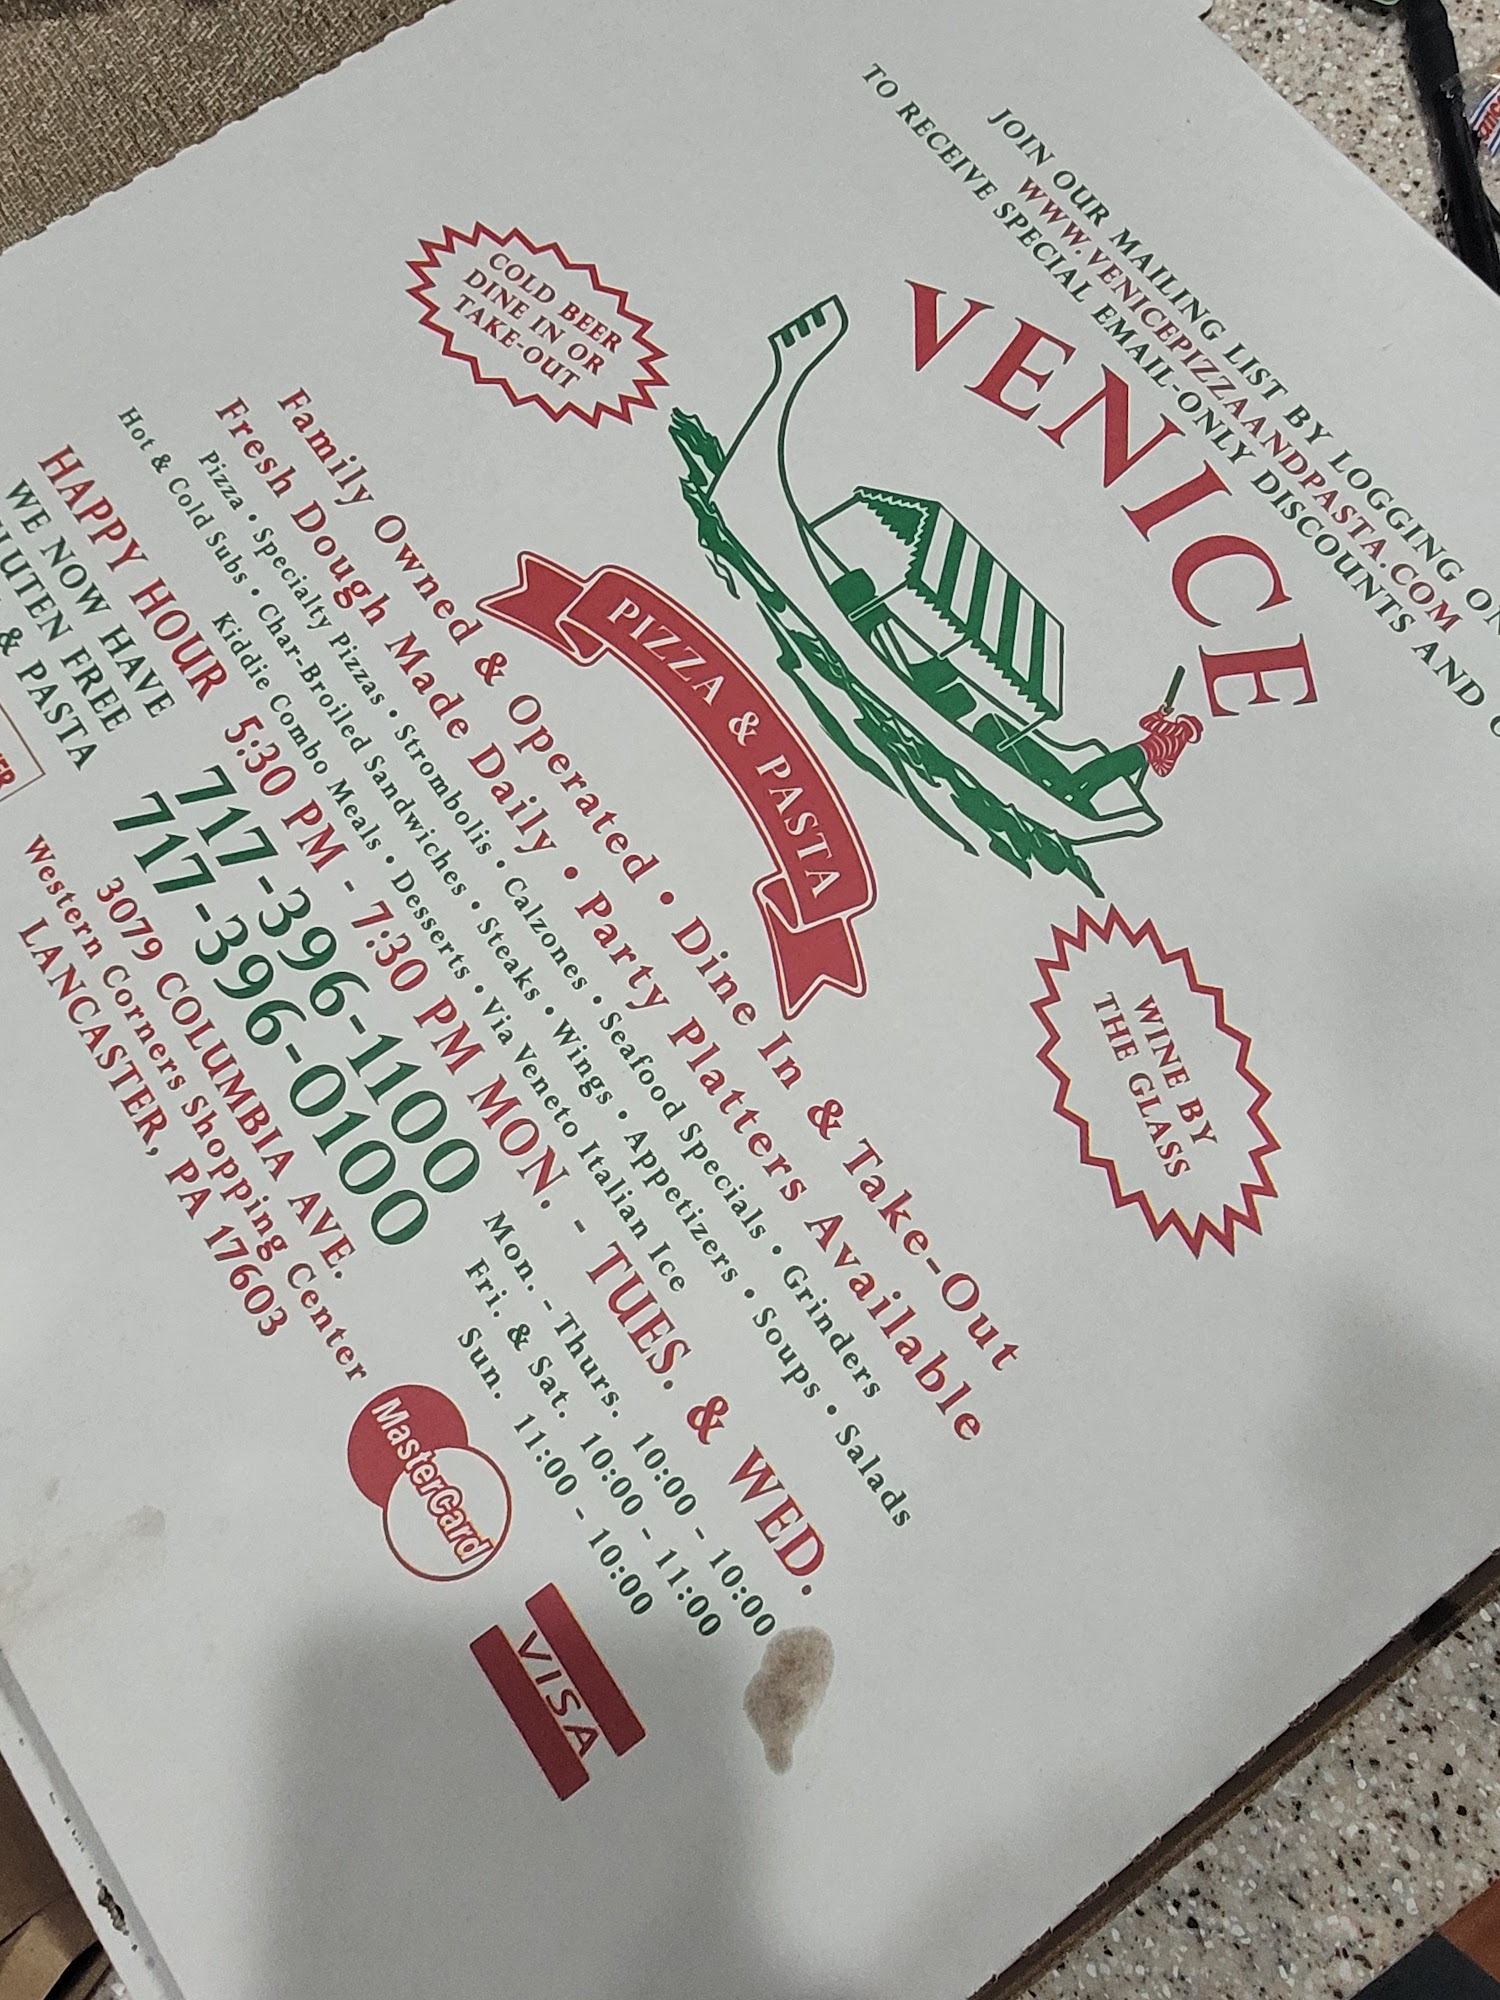 JOIN OUR MAILING LIST BY LOGGING
WWW.VENICEPIZZAANDPASTA.COM
TO RECEIVE SPECIAL EMAIL-ONLY DISCOUNTS AND
VENICE
PIZZA & PASTA
COLD BEER
DINE IN OR
TAKE-OUT
WINE BY
THE GLASS
Family Owned & Operated • Dine In & Take-Out
Fresh Dough Made Daily • Party Platters Available
Pizza • Specialty Pizzas • Strombolis • Calzones • Seafood Specials • Grinders
Hot & Cold Subs • Char-Broiled Sandwiches • Steaks • Wings • Appetizers • Soups • Salads
Kiddie Combo Meals • Desserts • Via Veneto Italian Ice
HAPPY HOUR 5:30 PM - 7:30 PM MON. - TUES. & WED.
WE NOW HAVE
GLUTEN FREE
& PASTA
717-396-1100
717-396-0100
3079 COLUMBIA AVE.
Western Corners Shopping Center
LANCASTER, PA 17603
Mon. - Thurs. 10:00 - 10:00
Fri. & Sat. 10:00 - 11:00
Sun. 11:00 - 10:00
MasterCard
VISA